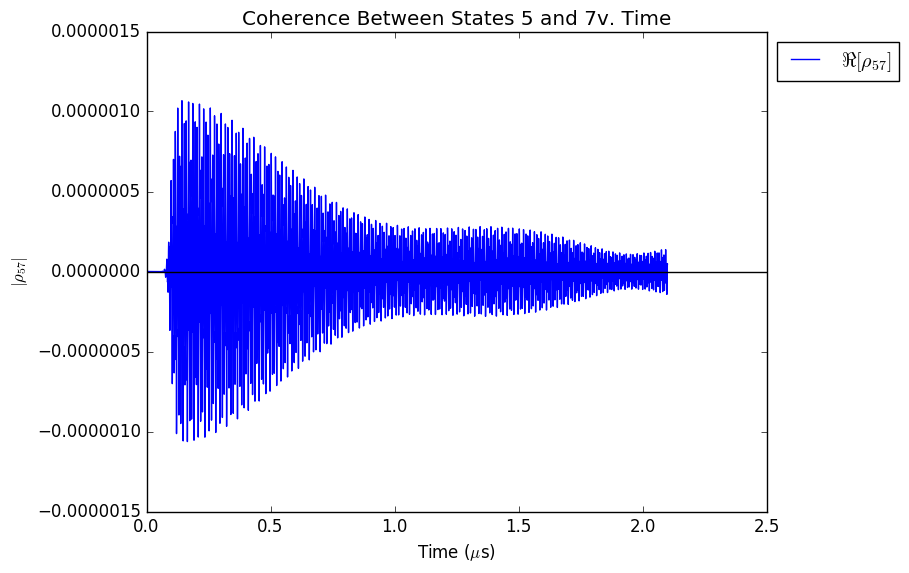 Coherence Between States 5 and 7v. Time
0.0000015
0.0000010
0.0000005
0.0000000
−0.0000005
−0.0000010
−0.0000015
|ρ57|
0.0 0.5 1.0 1.5 2.0 2.5
Time (μs)
ℜ[ρ57]